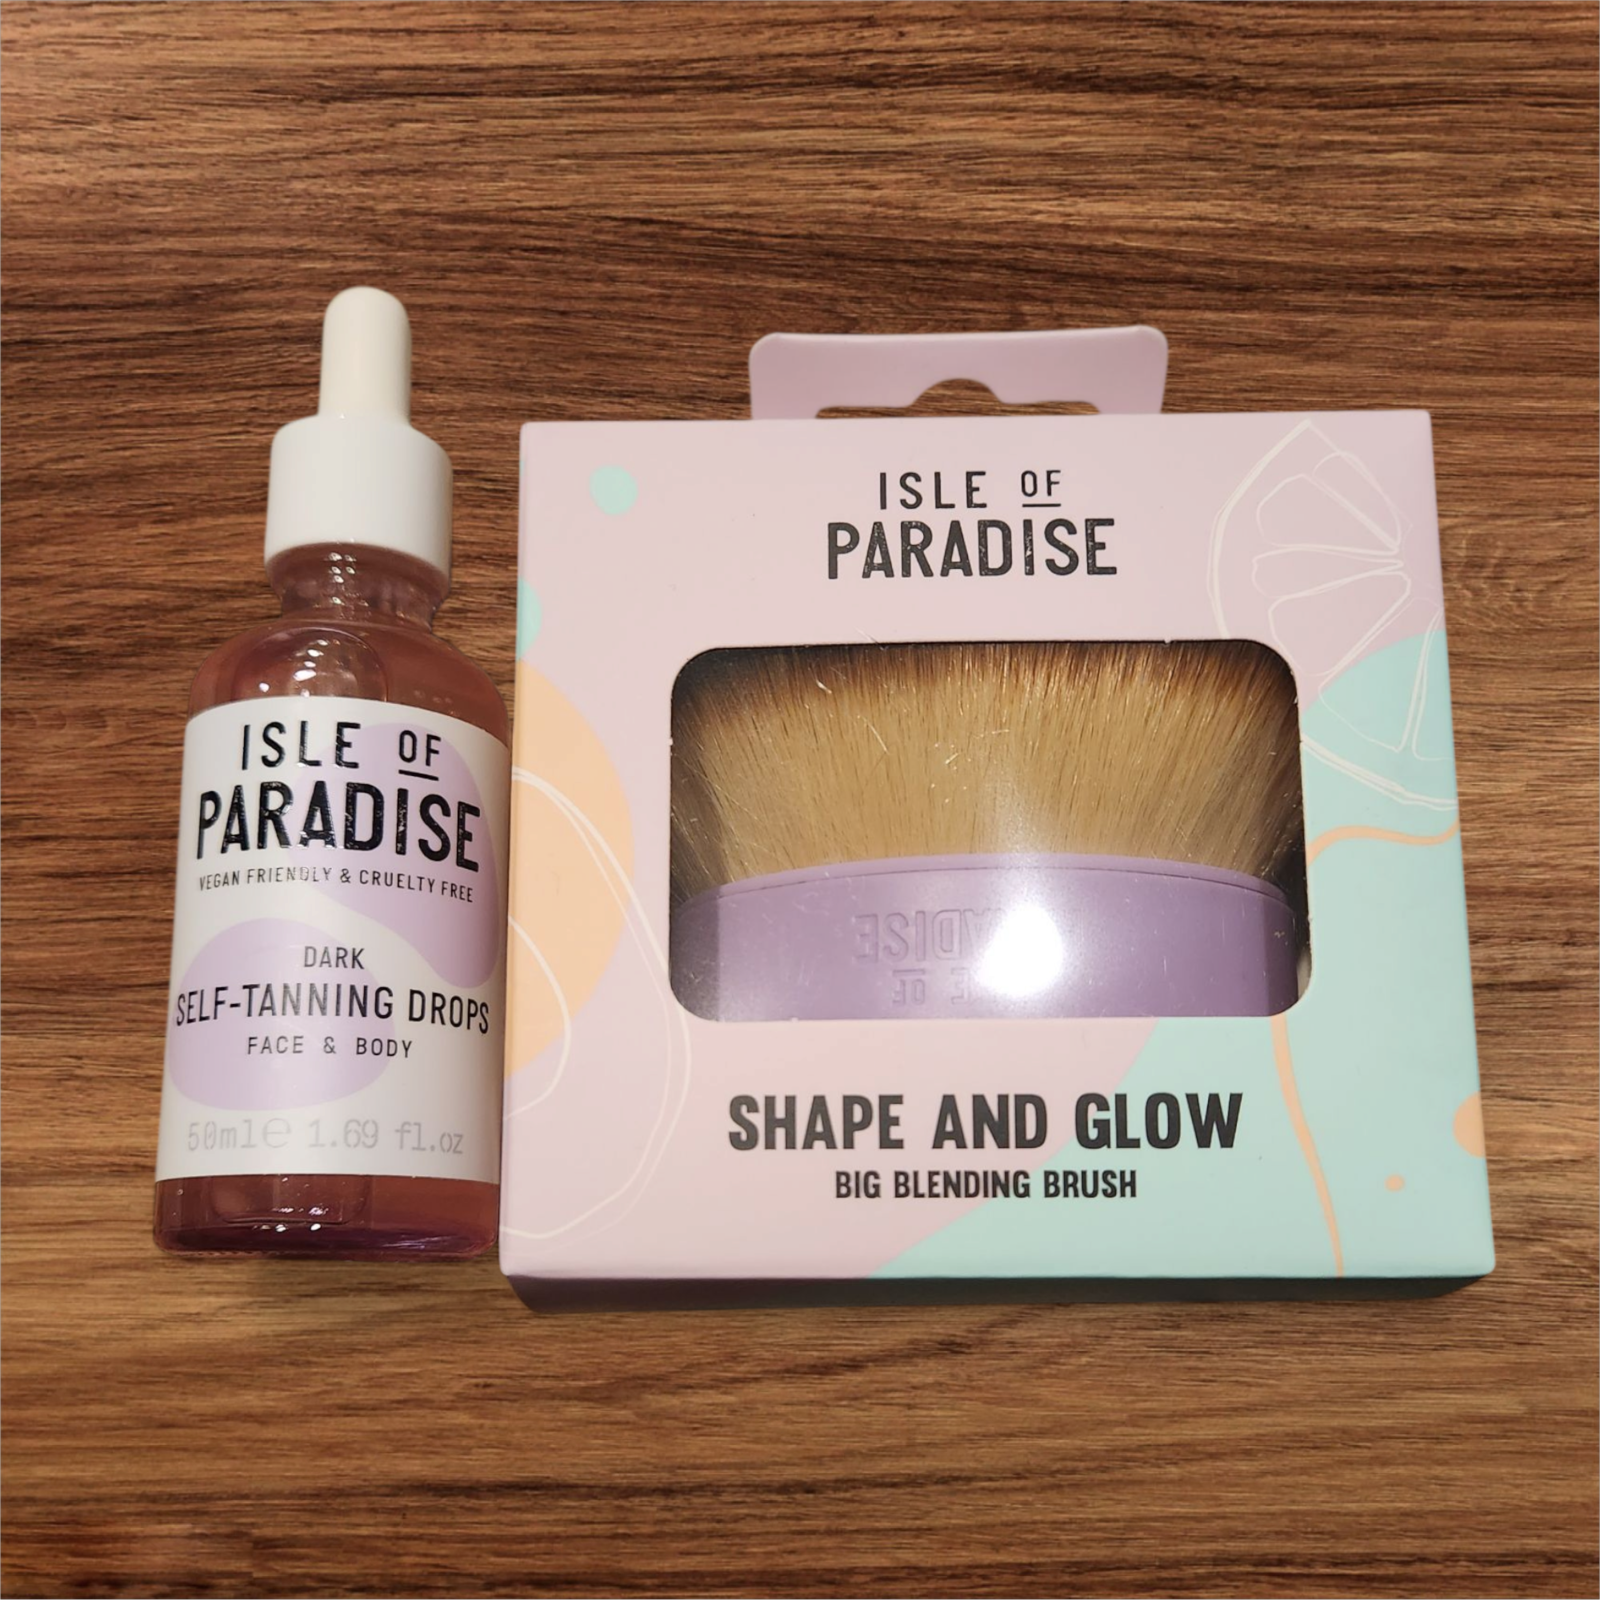 ISLE OF
PARADISE
VEGAN FRIENDLY & CRUELTY FREE
DARK
SELF-TANNING DROPS
FACE & BODY
50ml℮ 1.69 fl.oz
ISLE OF
PARADISE
SHAPE AND GLOW
BIG BLENDING BRUSH